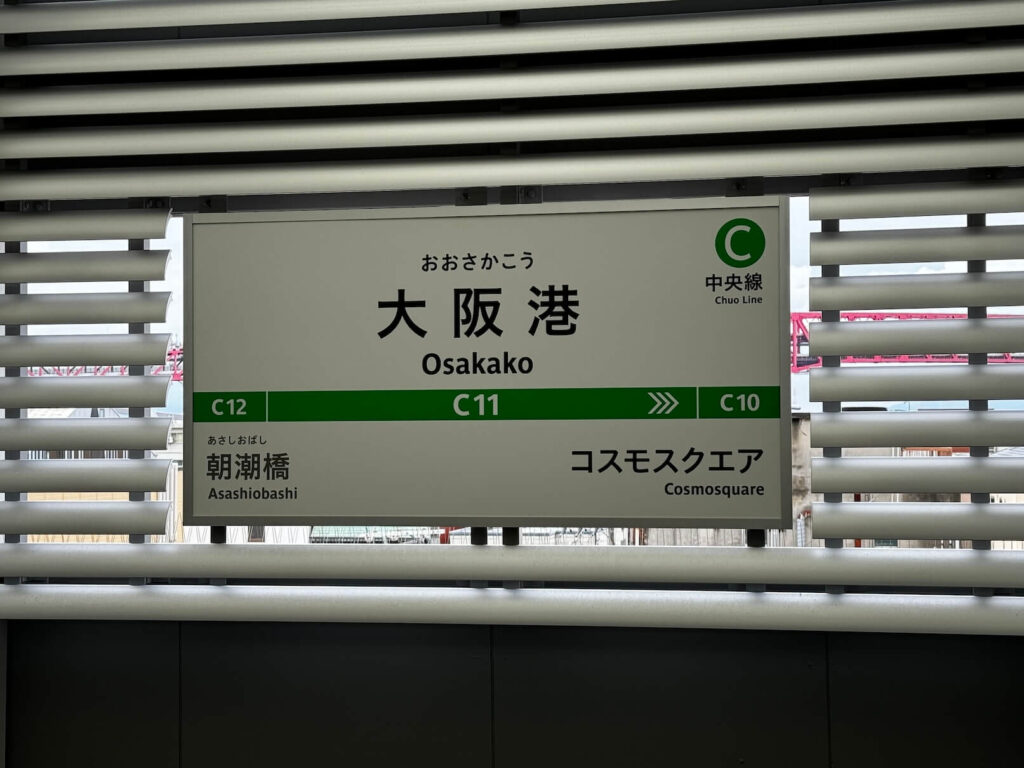 C
中央線
Chuo Line
おおさかこう
大阪港
Osakako
C12 C11 C10
あさしおばし
朝潮橋
Asashiobashi
コスモスクエア
Cosmosquare